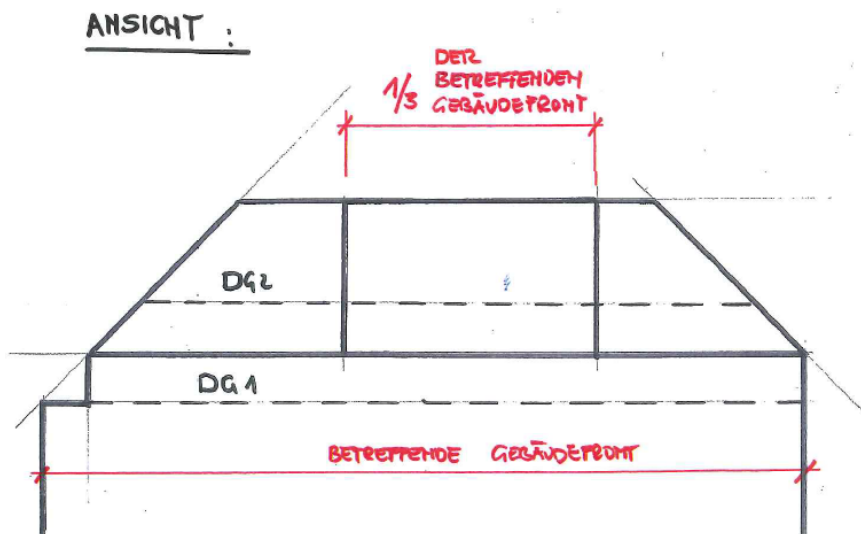 ANSICHT :
DER
BETREFFENDEN
1/3 GEBÄUDEFRONT
DG2
DG1
BETREFFENDE GEBÄUDEFRONT